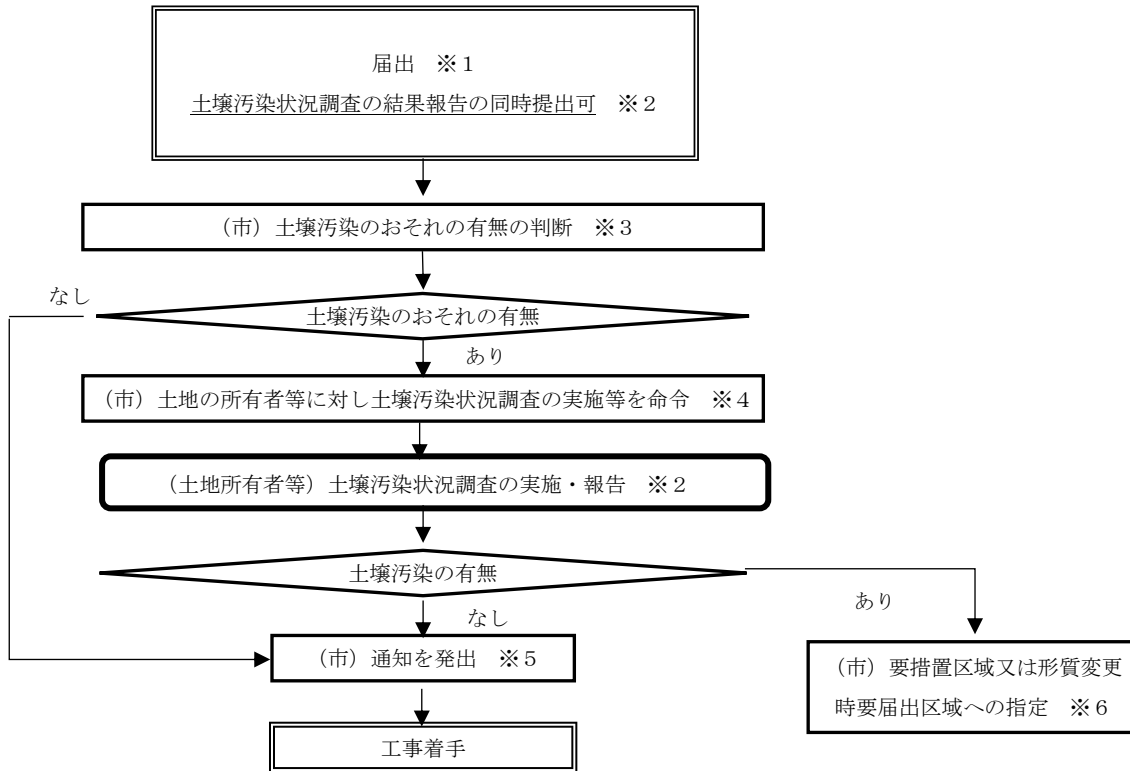 届出　※１
土壌汚染状況調査の結果報告の同時提出可　※２
（市）土壌汚染のおそれの有無の判断　※３
なし
土壌汚染のおそれの有無
あり
（市）土地の所有者等に対し土壌汚染状況調査の実施等を命令　※４
（土地所有者等）土壌汚染状況調査の実施・報告　※２
土壌汚染の有無
あり
なし
（市）通知を発出　※５
（市）要措置区域又は形質変更
時要届出区域への指定　※６
工事着手